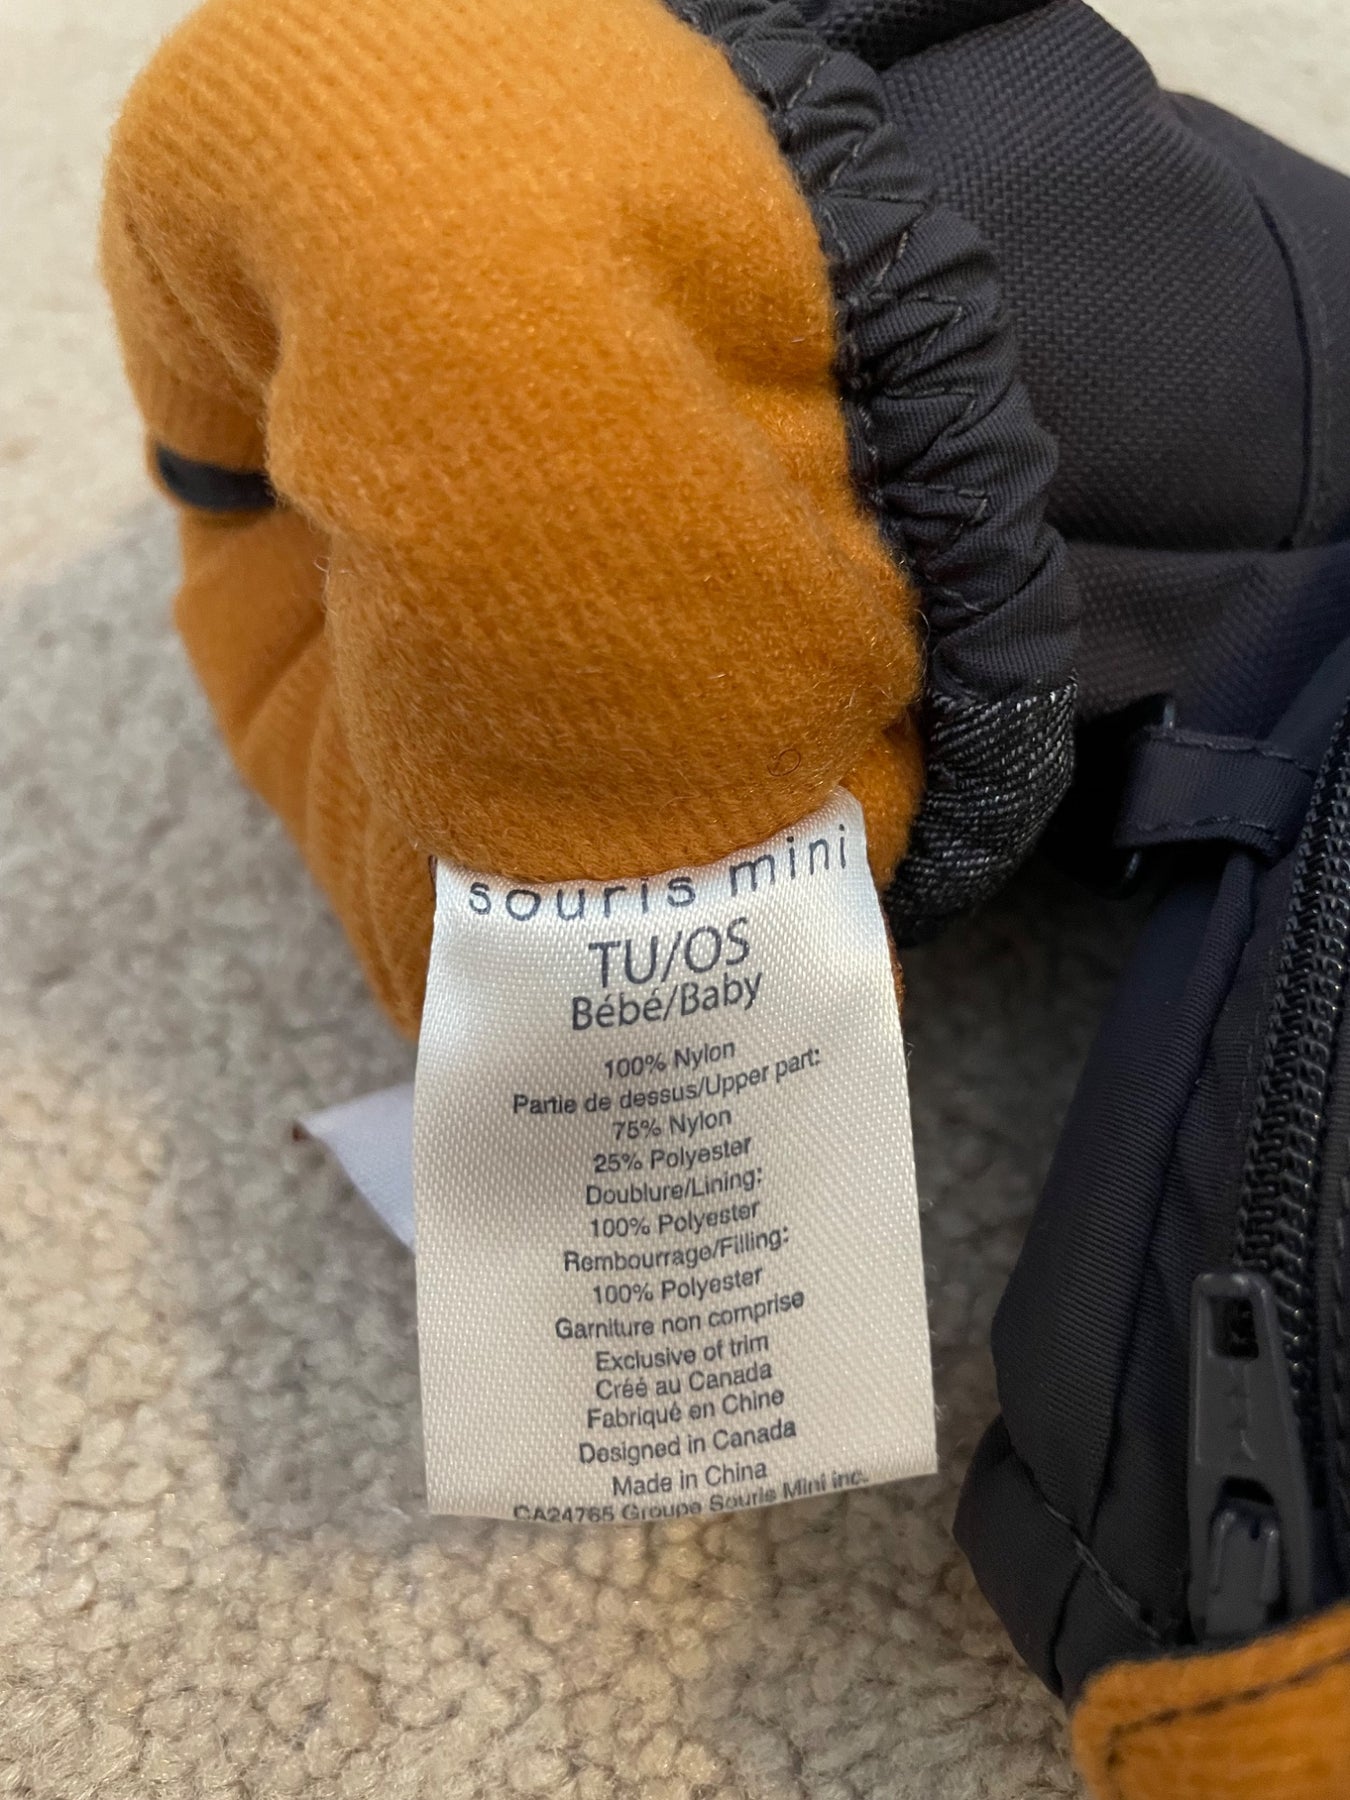 souris mini
TU/OS
Bébé/Baby
100% Nylon
Partie de dessus/Upper part:
75% Nylon
25% Polyester
Doublure/Lining:
100% Polyester
Rembourrage/Filling:
100% Polyester
Garniture non comprise
Exclusive of trim
Créé au Canada
Fabriqué en Chine
Designed in Canada
Made in China
CA24765 Groupe Souris Mini inc.